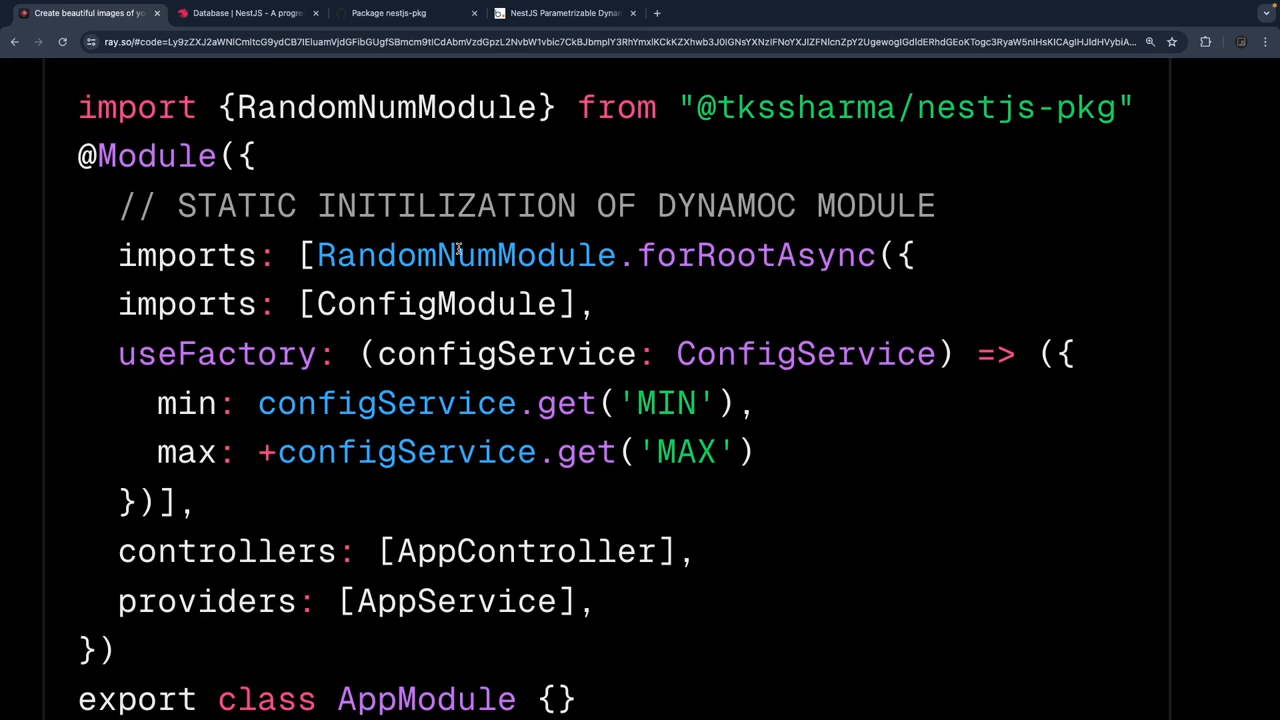 Create beautiful images of yo
Database | NestJS - A progre
Package nestjs-pkg
NestJS Parametrizable Dynan
import {RandomNumModule} from "@tkssharma/nestjs-pkg"
@Module({
// STATIC INITILIZATION OF DYNAMOC MODULE
imports: [RandomNumModule.forRootAsync({
imports: [ConfigModule],
useFactory: (configService: ConfigService) => ({
min: configService.get('MIN'),
max: +configService.get('MAX')
})],
controllers: [AppController],
providers: [AppService],
})
export class AppModule {}